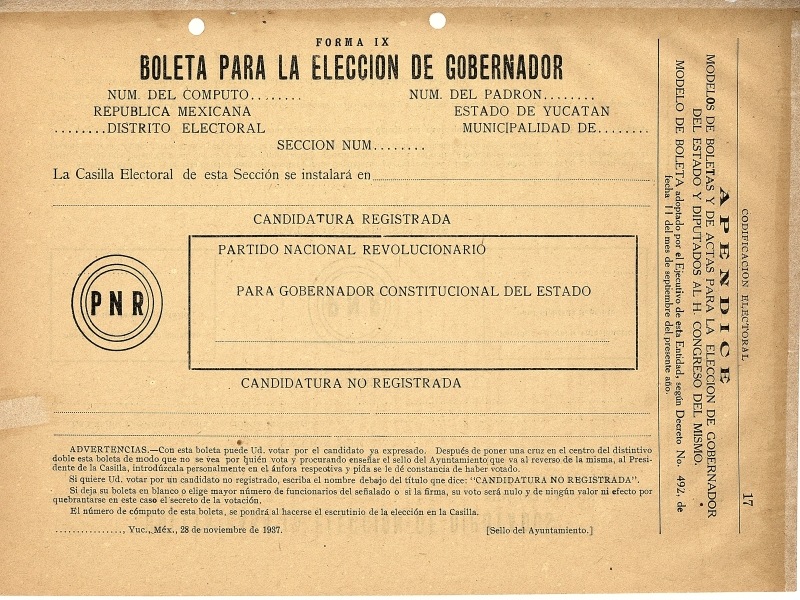 FORMA IX
BOLETA PARA LA ELECCION DE GOBERNADOR
NUM. DEL COMPUTO........ NUM. DEL PADRON........
REPUBLICA MEXICANA ESTADO DE YUCATAN
........DISTRITO ELECTORAL MUNICIPALIDAD DE........
SECCION NUM........
La Casilla Electoral de esta Sección se instalará en
CANDIDATURA REGISTRADA
PNR
PARTIDO NACIONAL REVOLUCIONARIO
PARA GOBERNADOR CONSTITUCIONAL DEL ESTADO
CANDIDATURA NO REGISTRADA
ADVERTENCIAS.—Con esta boleta puede Ud. votar por el candidato ya expresado. Después de poner una cruz en el centro del distintivo
doble esta boleta de modo que no se vea por quién vota y procurando enseñar el sello del Ayuntamiento que va al reverso de la misma, al Presi-
dente de la Casilla, introdúzcala personalmente en el ánfora respectiva y pida se le dé constancia de haber votado.
Si quiere Ud. votar por un candidato no registrado, escriba el nombre debajo del título que dice: "CANDIDATURA NO REGISTRADA".
Si deja su boleta en blanco o elige mayor número de funcionarios del señalado o si la firma, su voto será nulo y de ningún valor ni efecto por
quebrantarse en este caso el secreto de la votación.
El número de cómputo de esta boleta, se pondrá al hacerse el escrutinio de la elección en la Casilla.
................, Yuc., Méx., 28 de noviembre de 1937. [Sello del Ayuntamiento.]
CODIFICACION ELECTORAL 17
APENDICE
MODELOS DE BOLETAS Y DE ACTAS PARA LA ELECCION DE GOBERNADOR
DEL ESTADO Y DIPUTADOS AL H. CONGRESO DEL MISMO.
MODELO DE BOLETA adoptado por el Ejecutivo de esta Entidad, según Decreto No. 492, de
fecha 11 del mes de septiembre del presente año.